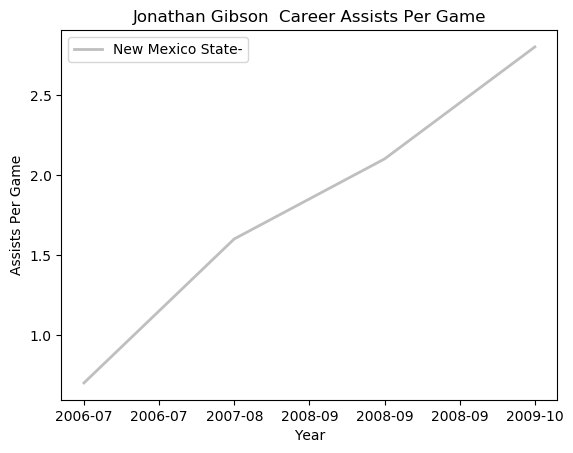 Jonathan Gibson  Career Assists Per Game
New Mexico State-
Assists Per Game
2.5
2.0
1.5
1.0
2006-07 2006-07 2007-08 2008-09 2008-09 2008-09 2009-10
Year